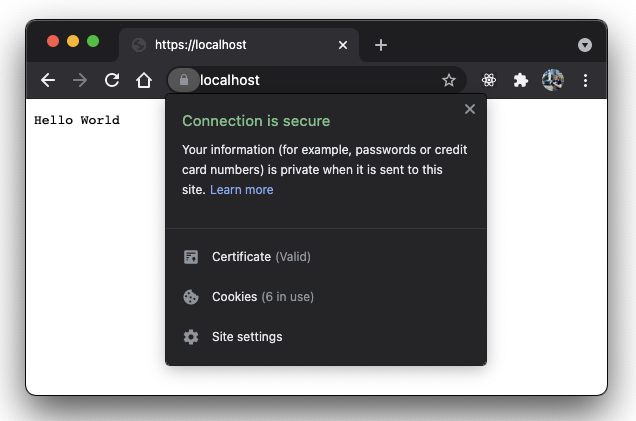 https://localhost
localhost
Hello World
Connection is secure
Your information (for example, passwords or credit
card numbers) is private when it is sent to this
site. Learn more
Certificate (Valid)
Cookies (6 in use)
Site settings